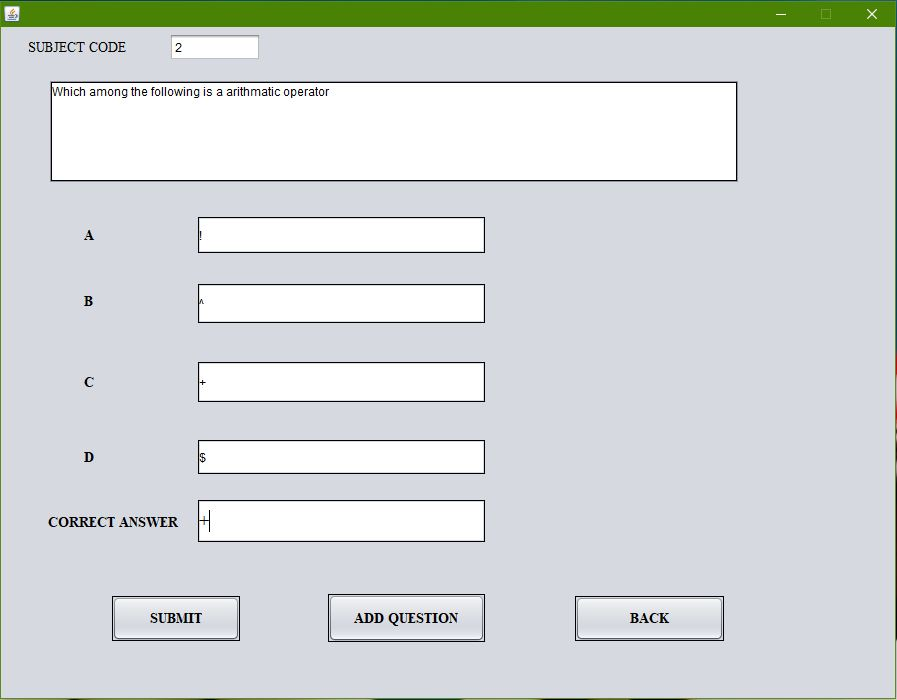 SUBJECT CODE 2
Which among the following is a arithmatic operator
A !
B ^
C +
D $
CORRECT ANSWER +
SUBMIT ADD QUESTION BACK